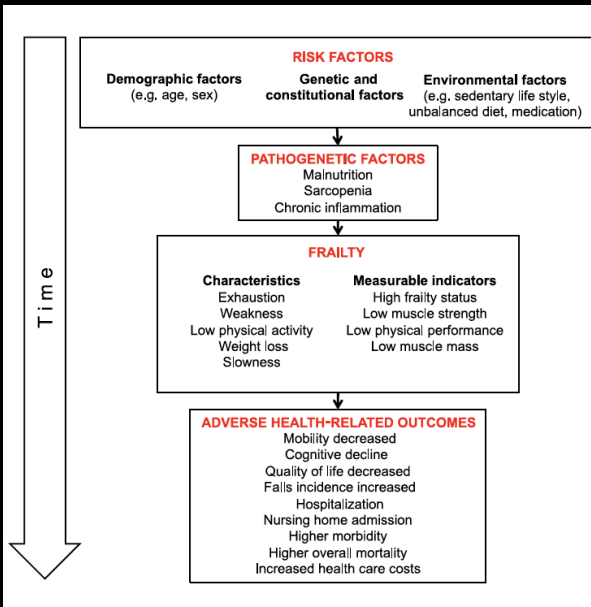 Time
RISK FACTORS
Demographic factors
(e.g. age, sex)
Genetic and
constitutional factors
Environmental factors
(e.g. sedentary life style,
unbalanced diet, medication)
PATHOGENETIC FACTORS
Malnutrition
Sarcopenia
Chronic inflammation
FRAILTY
Characteristics
Exhaustion
Weakness
Low physical activity
Weight loss
Slowness
Measurable indicators
High frailty status
Low muscle strength
Low physical performance
Low muscle mass
ADVERSE HEALTH-RELATED OUTCOMES
Mobility decreased
Cognitive decline
Quality of life decreased
Falls incidence increased
Hospitalization
Nursing home admission
Higher morbidity
Higher overall mortality
Increased health care costs